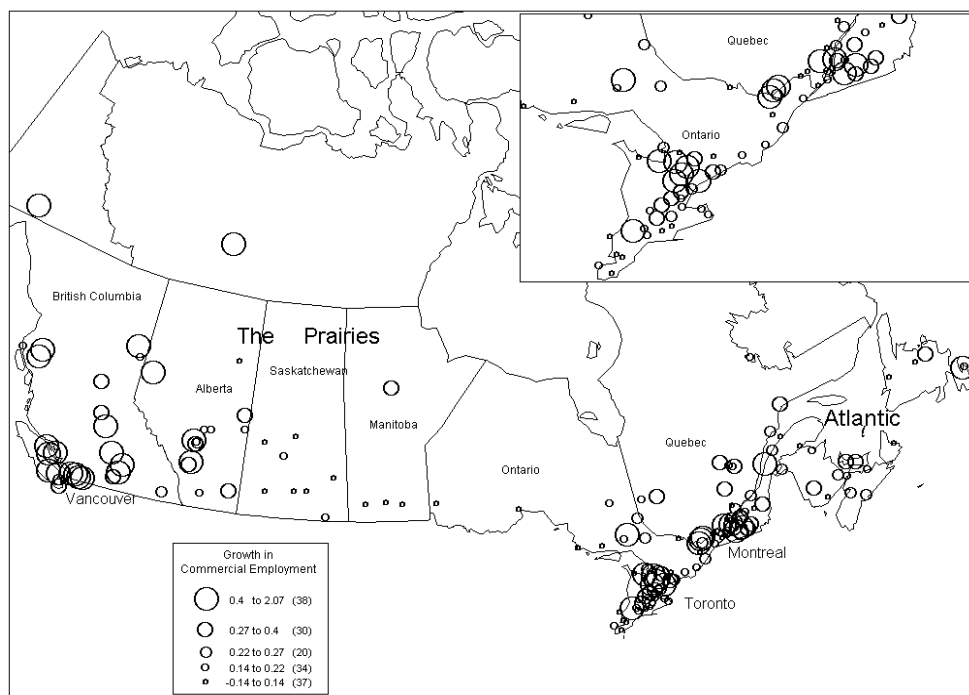 Quebec
Ontario
British Columbia
The Prairies
Saskatchewan
Alberta
Manitoba
Atlantic
Quebec
Ontario
Vancouver
Montreal
Toronto
Growth in
Commercial Employment
0.4 to 2.07 (38)
0.27 to 0.4 (30)
0.22 to 0.27 (20)
0.14 to 0.22 (34)
-0.14 to 0.14 (37)